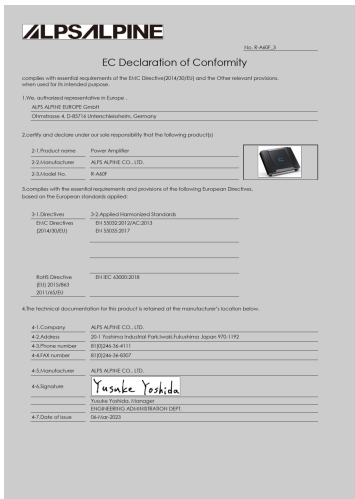 ALPS/ALPINE
No. R-A60F_3
EC Declaration of Conformity
complies with essential requirements of the EMC Directive(2014/30/EU) and the Other relevant provisions,
when used for its intended purpose.
1.We, authorized representative in Europe ,
ALPS ALPINE EUROPE GmbH
Ohmstrasse 4, D-85716 Unterschleissheim, Germany
2.certify and declare under our sole responsibility that the following product(s)
2-1.Product name Power Amplifier
2-2.Manufacturer ALPS ALPINE CO., LTD.
2-3.Model No. R-A60F
3.complies with the essential requirements and provisions of the following European Directives,
based on the European standards applied:
3-1.Directives 3-2.Applied Harmonized Standards
EMC Directives EN 55032:2012/AC:2013
(2014/30/EU) EN 55035:2017
RoHS Directive EN IEC 63000:2018
(EU) 2015/863
2011/65/EU
4.The technical documentation for this product is retained at the manufacturer's location below.
4-1.Company ALPS ALPINE CO., LTD.
4-2.Address 20-1 Yoshima Industrial Park,Iwaki,Fukushima Japan 970-1192
4-3.Phone number 81(0)246-36-4111
4-4.FAX number 81(0)246-36-8307
4-5.Manufacturer ALPS ALPINE CO., LTD.
4-6.Signature Yusuke Yoshida
Yusuke Yoshida, Manager
ENGINEERING ADMINISTRATION DEPT.
4-7.Date of issue 06-Mar-2023